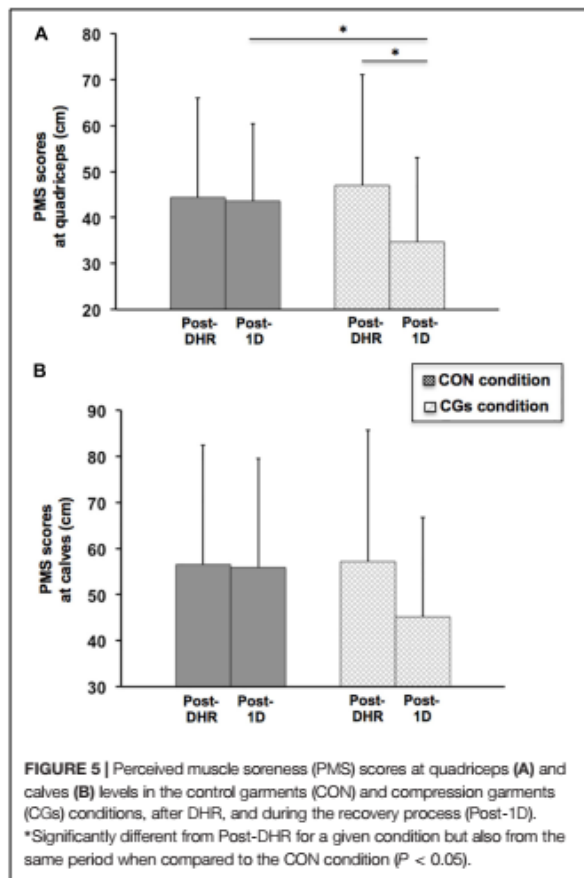 A
*
*
80
70
60
50
40
30
20
PMS scores
at quadriceps (cm)
Post-
DHR
Post-
1D
Post-
DHR
Post-
1D
B
CON condition
CGs condition
90
80
70
60
50
40
30
PMS scores
at calves (cm)
Post-
DHR
Post-
1D
Post-
DHR
Post-
1D
FIGURE 5 | Perceived muscle soreness (PMS) scores at quadriceps (A) and
calves (B) levels in the control garments (CON) and compression garments
(CGs) conditions, after DHR, and during the recovery process (Post-1D).
*Significantly different from Post-DHR for a given condition but also from the
same period when compared to the CON condition (P < 0.05).